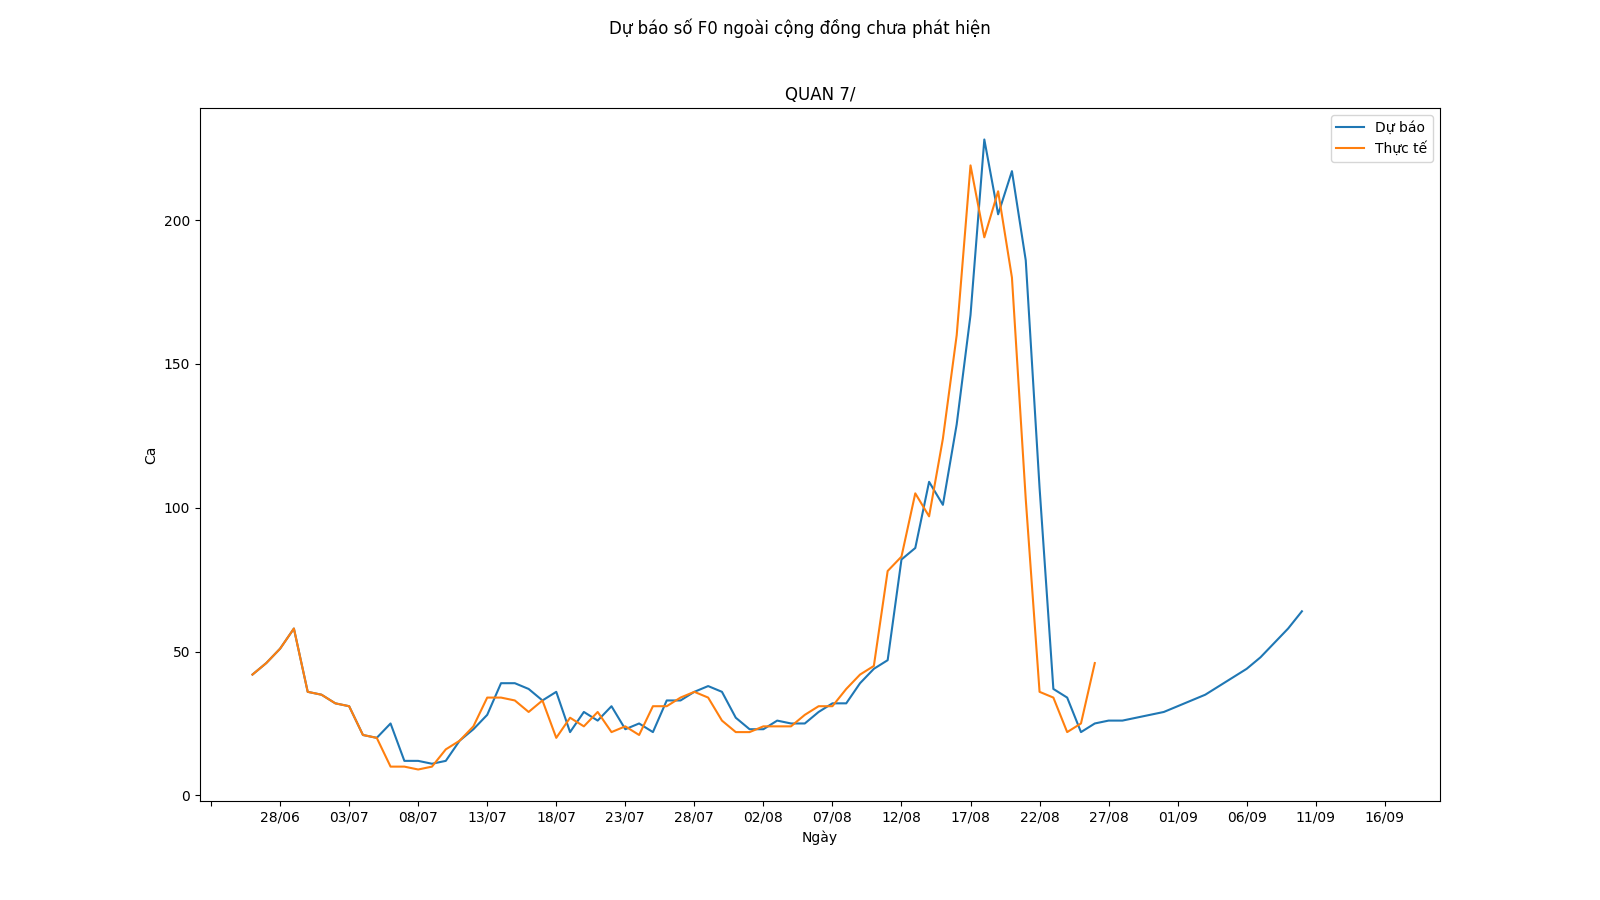 Dự báo số F0 ngoài cộng đồng chưa phát hiện
QUAN 7/
Dự báo
Thực tế
200
150
100
50
0
Ca
28/06 03/07 08/07 13/07 18/07 23/07 28/07 02/08 07/08 12/08 17/08 22/08 27/08 01/09 06/09 11/09 16/09
Ngày